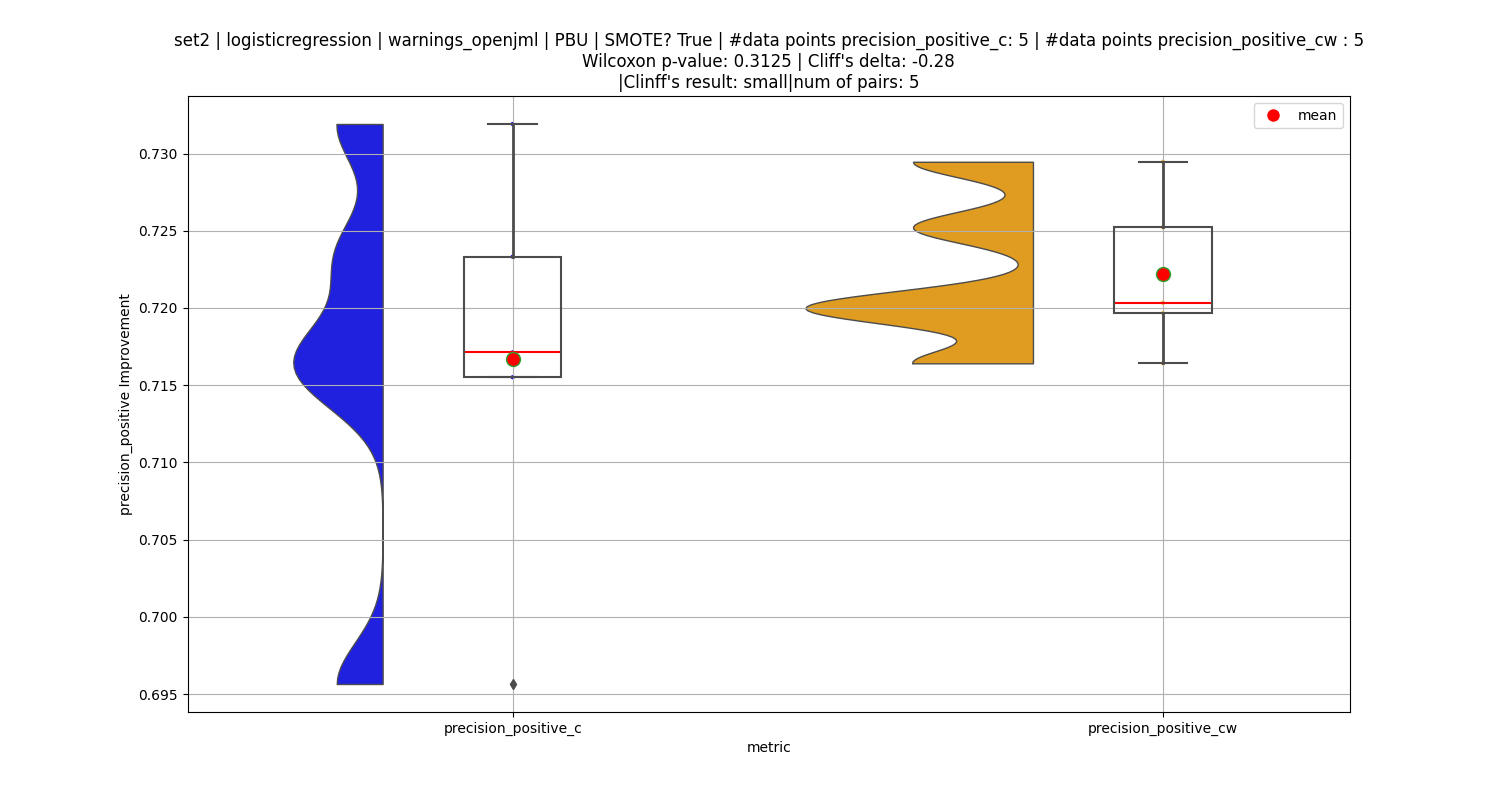 set2 | logisticregression | warnings_openjml | PBU | SMOTE? True | #data points precision_positive_c: 5 | #data points precision_positive_cw : 5
Wilcoxon p-value: 0.3125 | Cliff's delta: -0.28
|Clinff's result: small|num of pairs: 5
mean
0.730
0.725
0.720
0.715
0.710
0.705
0.700
0.695
precision_positive Improvement
precision_positive_c
precision_positive_cw
metric